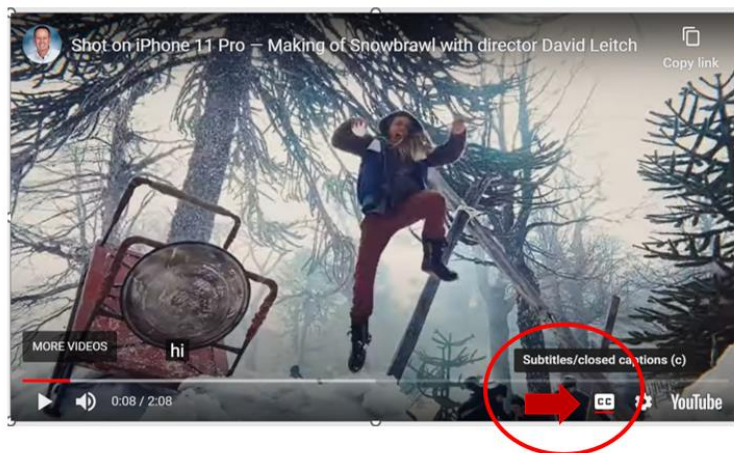 Shot on iPhone 11 Pro — Making of Snowbrawl with director David Leitch
Copy link
MORE VIDEOS
hi
Subtitles/closed captions (c)
0:08 / 2:08
CC
YouTube